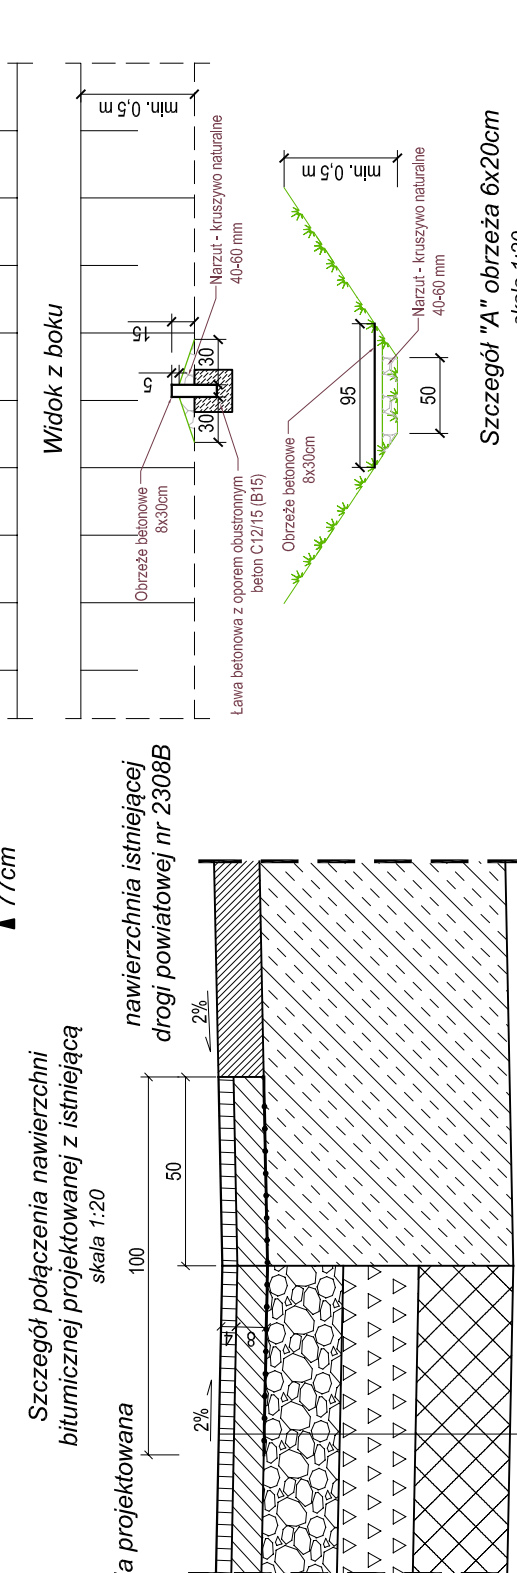 Widok z boku
min. 0,5 m
15
5
30
30
Narzut - kruszywo naturalne
40-60 mm
Obrzeże betonowe
8x30cm
Ława betonowa z oporem obustronnym
beton C12/15 (B15)
min. 0,5 m
95
50
Obrzeże betonowe
8x30cm
Narzut - kruszywo naturalne
40-60 mm
Szczegół "A" obrzeża 6x20cm
skala 1:20
77cm
Szczegół połączenia nawierzchni
bitumicznej projektowanej z istniejącą
skala 1:20
nawierzchnia istniejącej
drogi powiatowej nr 2308B
projektowana
100
50
2%
2%
4
8